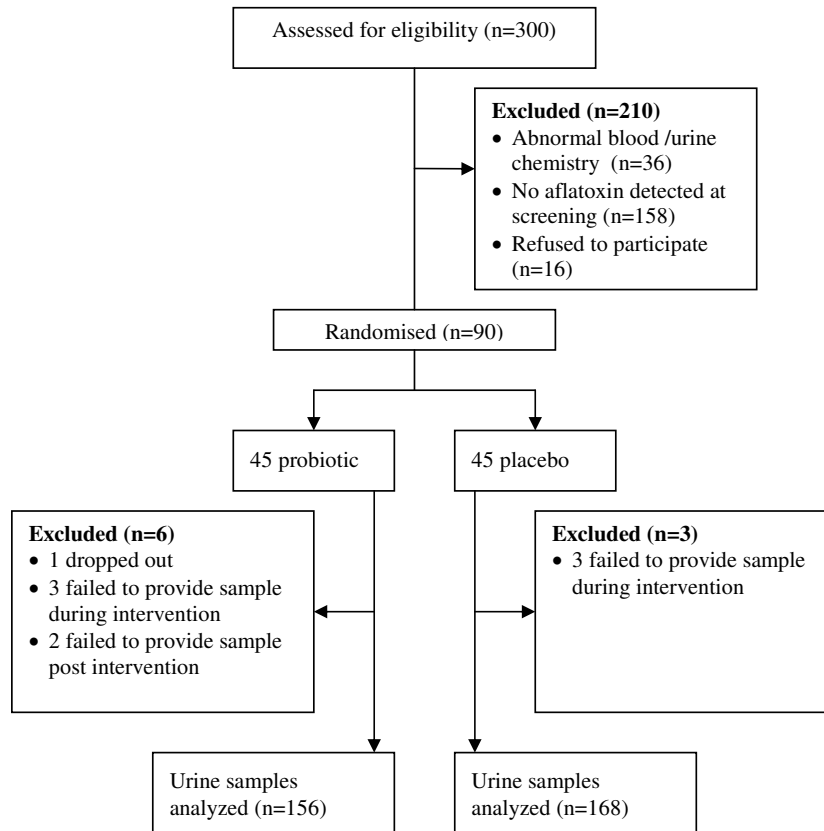 Assessed for eligibility (n=300)
Excluded (n=210)
• Abnormal blood /urine
chemistry (n=36)
• No aflatoxin detected at
screening (n=158)
• Refused to participate
(n=16)
Randomised (n=90)
45 probiotic
45 placebo
Excluded (n=6)
• 1 dropped out
• 3 failed to provide sample
during intervention
• 2 failed to provide sample
post intervention
Excluded (n=3)
• 3 failed to provide sample
during intervention
Urine samples
analyzed (n=156)
Urine samples
analyzed (n=168)